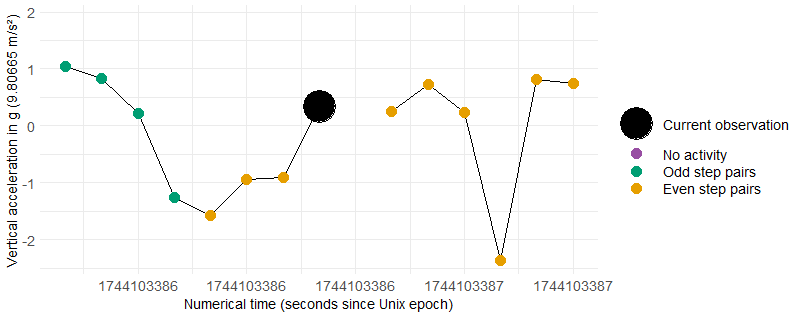 Vertical acceleration in g (9.80665 m/s²)
2
1
0
-1
-2
1744103386
1744103386
1744103386
1744103387
1744103387
Numerical time (seconds since Unix epoch)
Current observation
No activity
Odd step pairs
Even step pairs